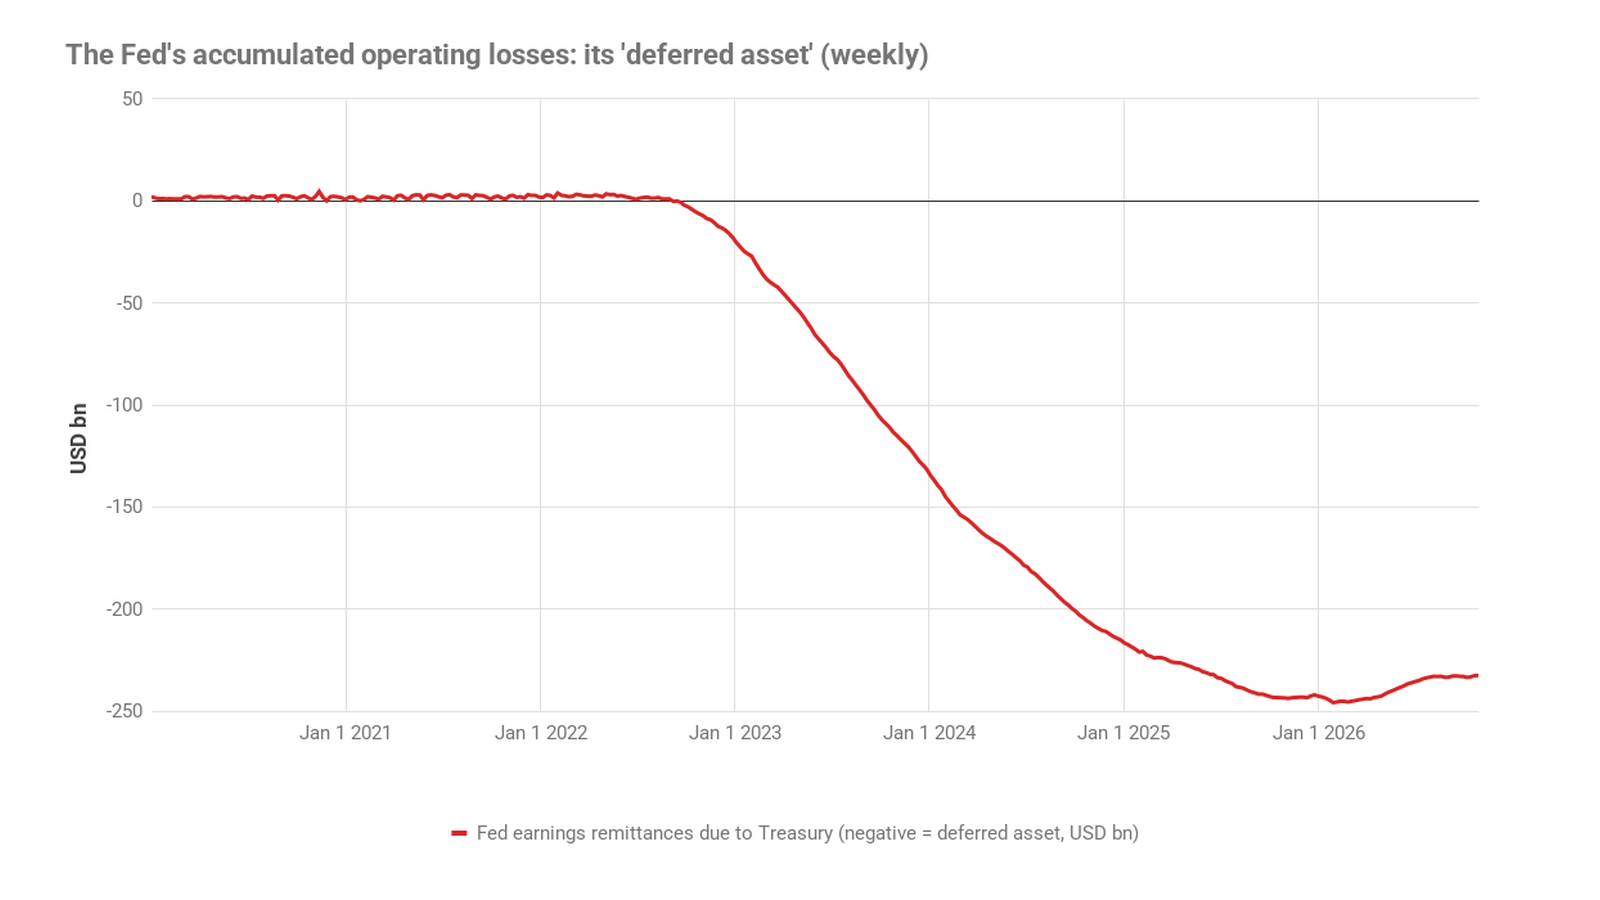 The Fed's accumulated operating losses: its 'deferred asset' (weekly)
50
0
-50
-100
-150
-200
-250
USD bn
Jan 1 2021
Jan 1 2022
Jan 1 2023
Jan 1 2024
Jan 1 2025
Jan 1 2026
Fed earnings remittances due to Treasury (negative = deferred asset, USD bn)